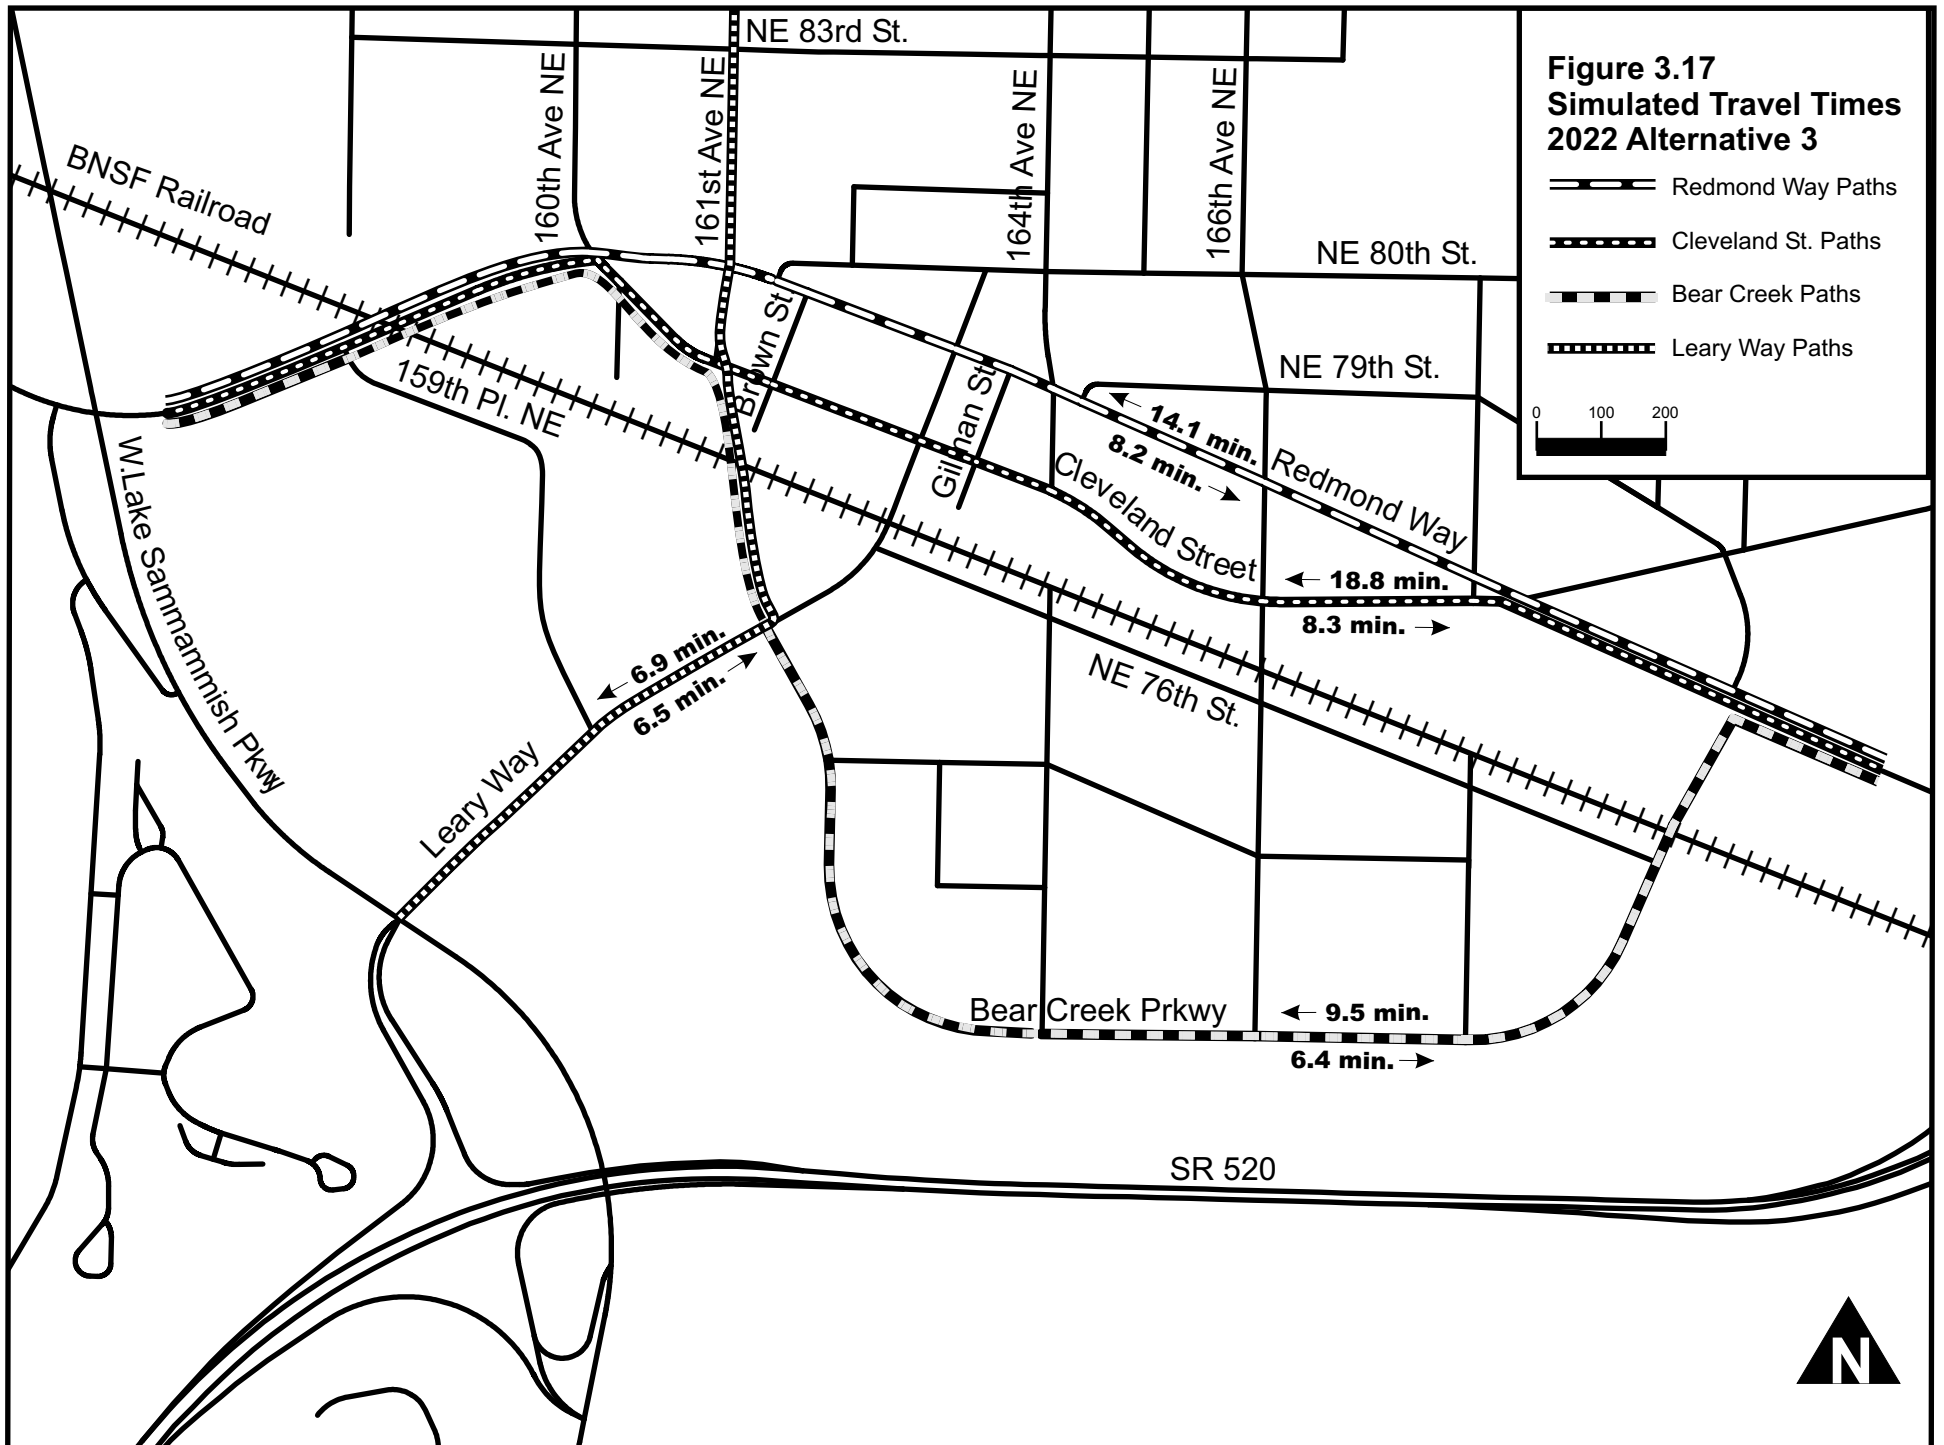 NE 83rd St.
Figure 3.17
Simulated Travel Times
2022 Alternative 3
Redmond Way Paths
Cleveland St. Paths
Bear Creek Paths
Leary Way Paths
0 100 200
160th Ave NE
161st Ave NE
164th Ave NE
166th Ave NE
BNSF Railroad
NE 80th St.
Brown St.
NE 79th St.
159th Pl. NE
Gilman St.
14.1 min.
8.2 min.
Redmond Way
Cleveland Street
W.Lake Sammammish Pkwy
18.8 min.
8.3 min.
6.9 min.
6.5 min.
NE 76th St.
Leary Way
Bear Creek Prkwy
9.5 min.
6.4 min.
SR 520
N